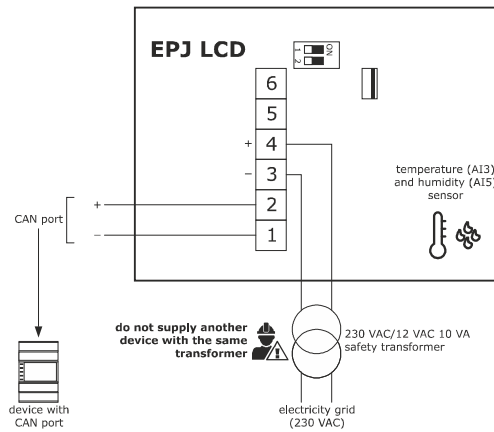 EPJ LCD
ON
1
2
6
5
+ 4
− 3
+ 2
− 1
CAN port
temperature (AI3)
and humidity (AI5)
sensor
do not supply another
device with the same
transformer
230 VAC/12 VAC 10 VA
safety transformer
device with
CAN port
electricity grid
(230 VAC)